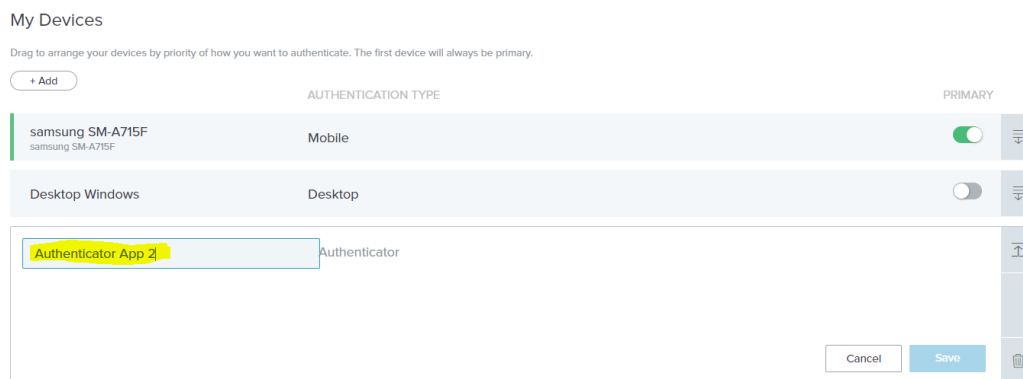 My Devices
Drag to arrange your devices by priority of how you want to authenticate. The first device will always be primary.
+ Add
AUTHENTICATION TYPE PRIMARY
samsung SM-A715F
samsung SM-A715F
Mobile
Desktop Windows Desktop
Authenticator App 2 Authenticator
Cancel Save